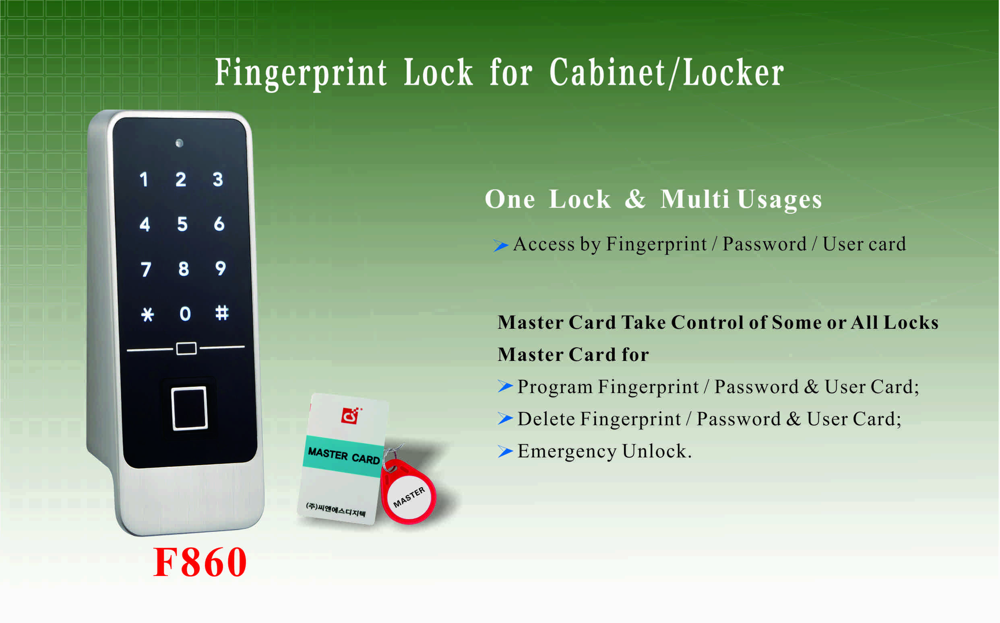 Fingerprint Lock for Cabinet/Locker
1 2 3
4 5 6
7 8 9
* 0 #
One Lock & Multi Usages
Access by Fingerprint / Password / User card
Master Card Take Control of Some or All Locks
Master Card for
Program Fingerprint / Password & User Card;
Delete Fingerprint / Password & User Card;
Emergency Unlock.
MASTER CARD
(주)씨엔에스디지텍
MASTER
F860